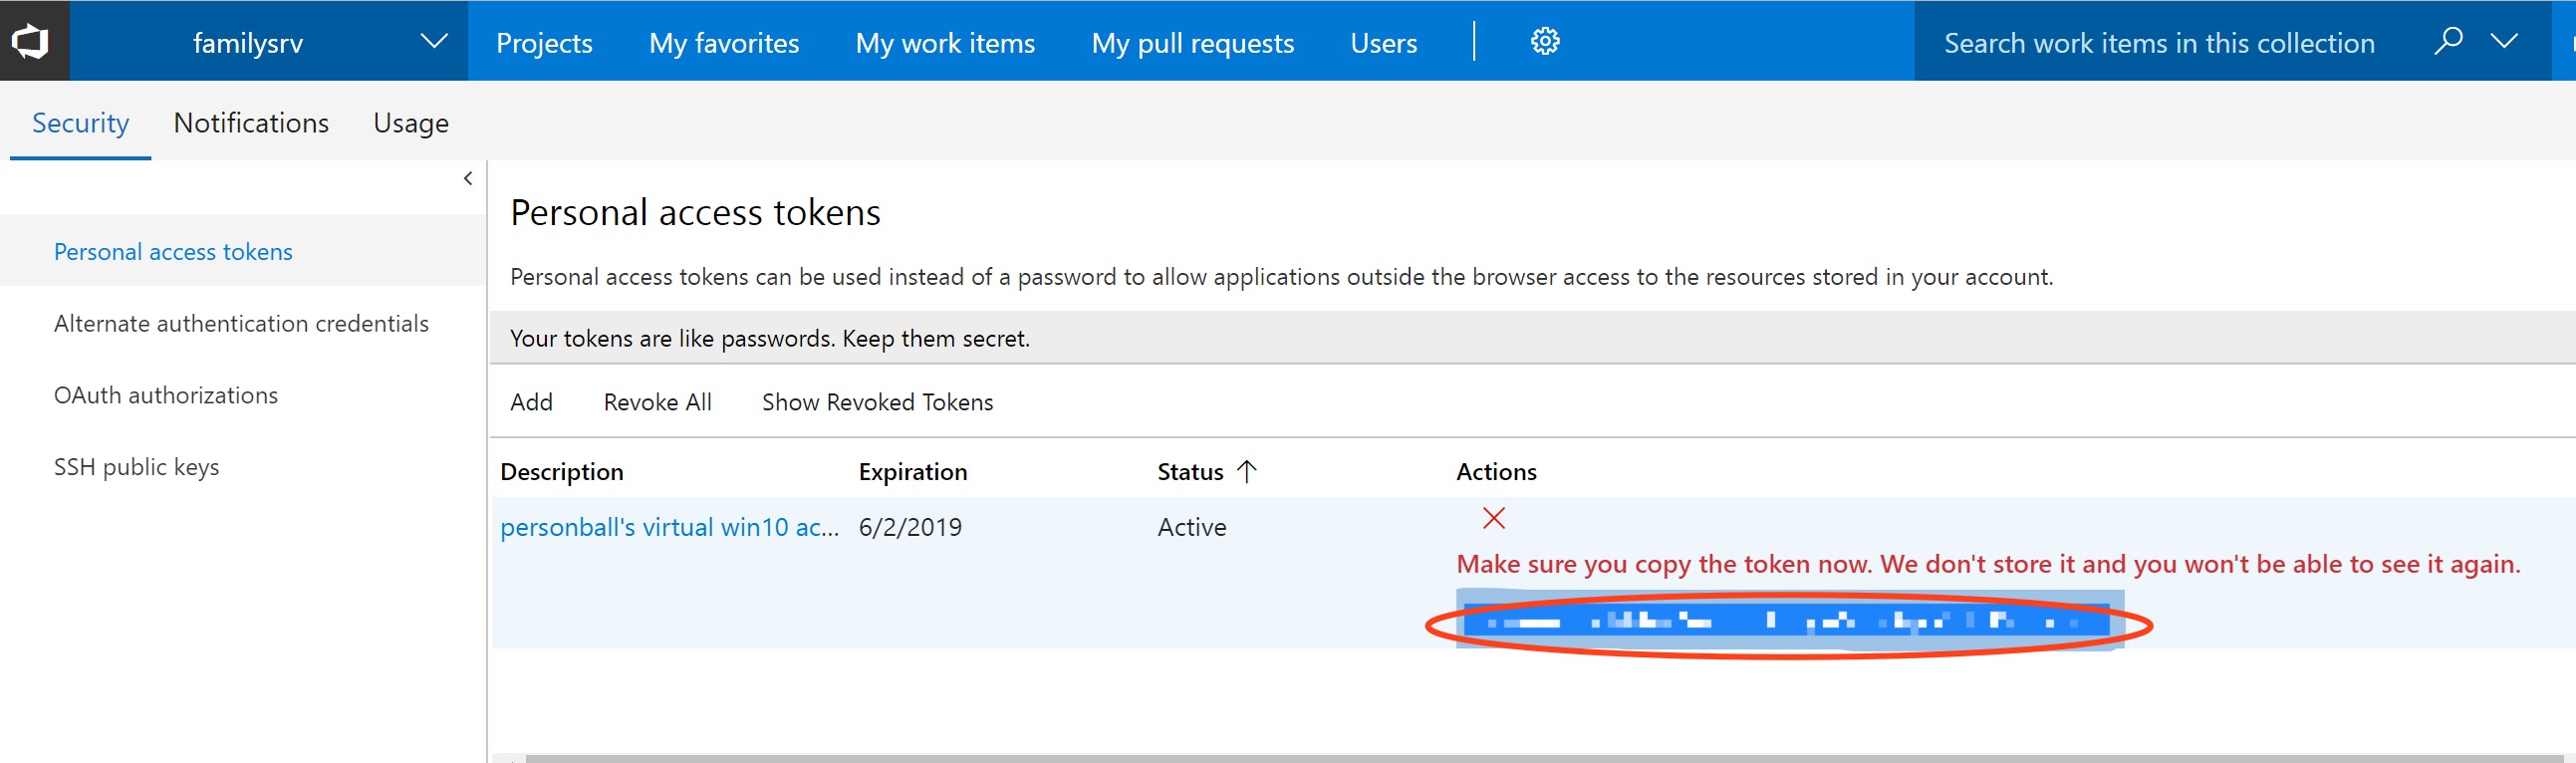 familysrv
Projects My favorites My work items My pull requests Users
Search work items in this collection
Security Notifications Usage
Personal access tokens
Alternate authentication credentials
OAuth authorizations
SSH public keys
Personal access tokens
Personal access tokens can be used instead of a password to allow applications outside the browser access to the resources stored in your account.
Your tokens are like passwords. Keep them secret.
Add Revoke All Show Revoked Tokens
Description Expiration Status Actions
personball's virtual win10 ac... 6/2/2019 Active
Make sure you copy the token now. We don't store it and you won't be able to see it again.